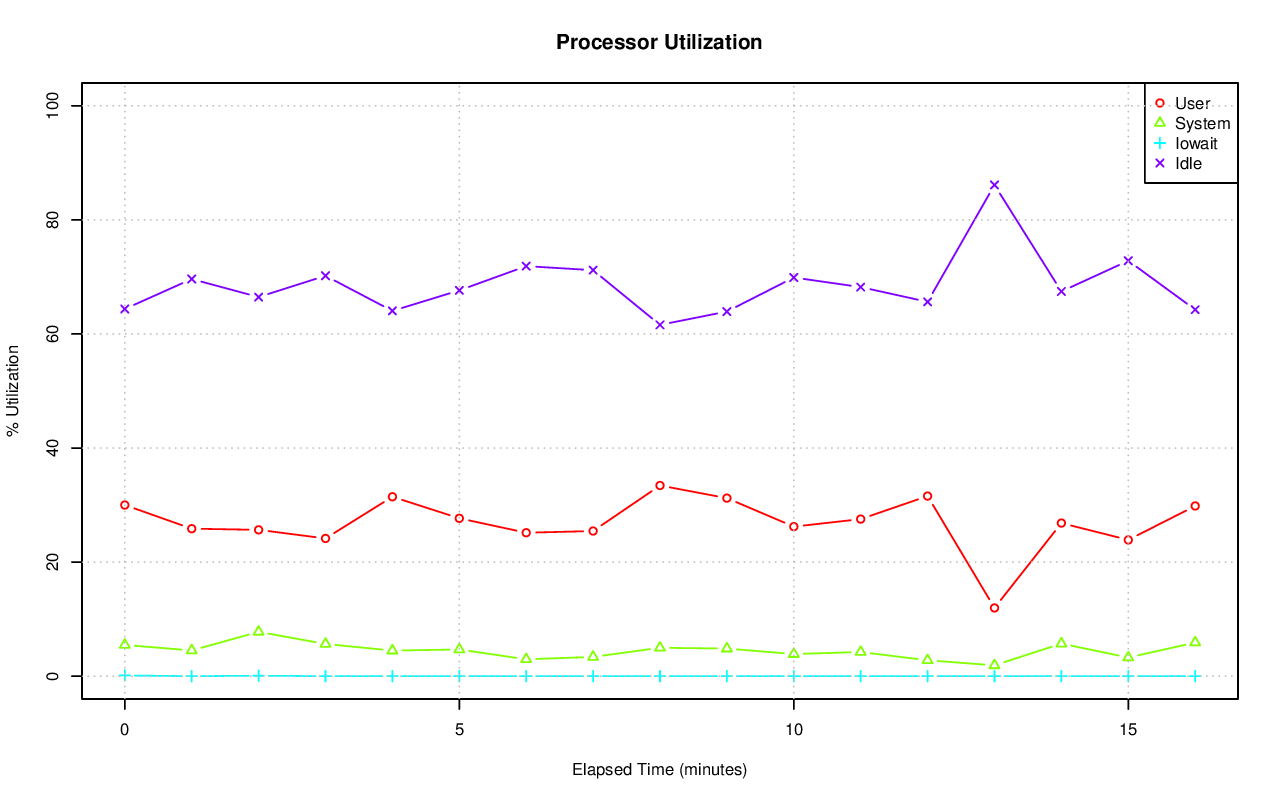 Processor Utilization
% Utilization
100
80
60
40
20
0
User
System
Iowait
Idle
0 5 10 15
Elapsed Time (minutes)